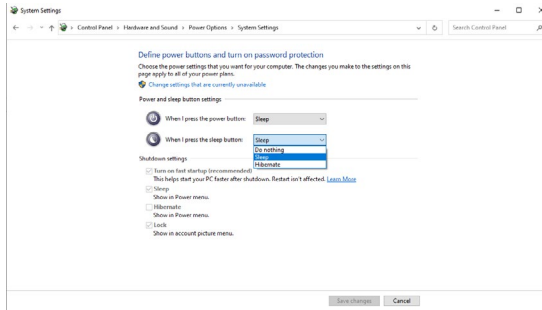 System Settings
Control Panel > Hardware and Sound > Power Options > System Settings
Search Control Panel
Define power buttons and turn on password protection
Choose the power settings that you want for your computer. The changes you make to the settings on this
page apply to all of your power plans.
Change settings that are currently unavailable
Power and sleep button settings
When I press the power button: Sleep
When I press the sleep button: Sleep
Do nothing
Sleep
Hibernate
Shutdown settings
Turn on fast startup (recommended)
This helps start your PC faster after shutdown. Restart isn't affected. Learn More
Sleep
Show in Power menu.
Hibernate
Show in Power menu.
Lock
Show in account picture menu.
Save changes Cancel